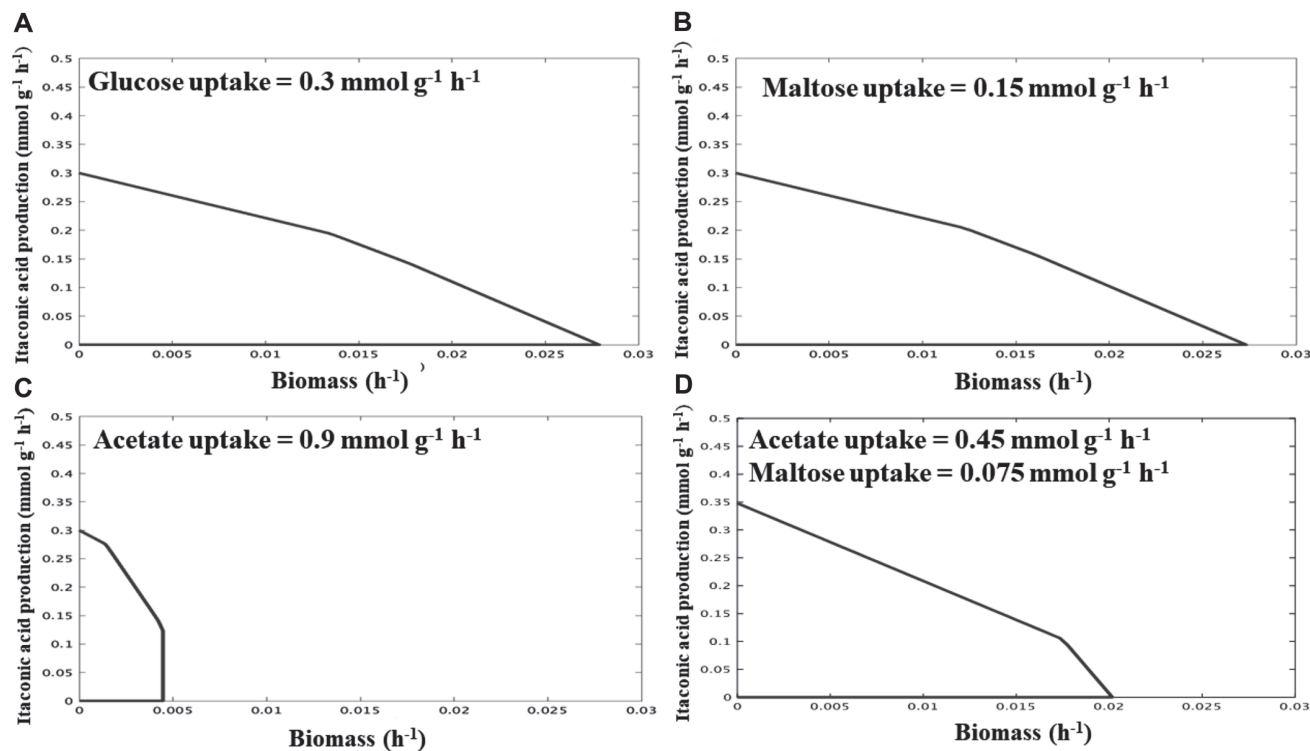 A
Itaconic acid production (mmol g-1 h-1)
0.5
0.45
0.4
0.35
0.3
0.25
0.2
0.15
0.1
0.05
0
Glucose uptake = 0.3 mmol g-1 h-1
0 0.005 0.01 0.015 0.02 0.025 0.03
Biomass (h-1)
B
Itaconic acid production (mmol g-1 h-1)
0.5
0.45
0.4
0.35
0.3
0.25
0.2
0.15
0.1
0.05
0
Maltose uptake = 0.15 mmol g-1 h-1
0 0.005 0.01 0.015 0.02 0.025 0.03
Biomass (h-1)
C
Itaconic acid production (mmol g-1 h-1)
0.5
0.45
0.4
0.35
0.3
0.25
0.2
0.15
0.1
0.05
0
Acetate uptake = 0.9 mmol g-1 h-1
0 0.005 0.01 0.015 0.02 0.025 0.03
Biomass (h-1)
D
Itaconic acid production (mmol g-1 h-1)
0.5
0.45
0.4
0.35
0.3
0.25
0.2
0.15
0.1
0.05
0
Acetate uptake = 0.45 mmol g-1 h-1
Maltose uptake = 0.075 mmol g-1 h-1
0 0.005 0.01 0.015 0.02 0.025 0.03
Biomass (h-1)